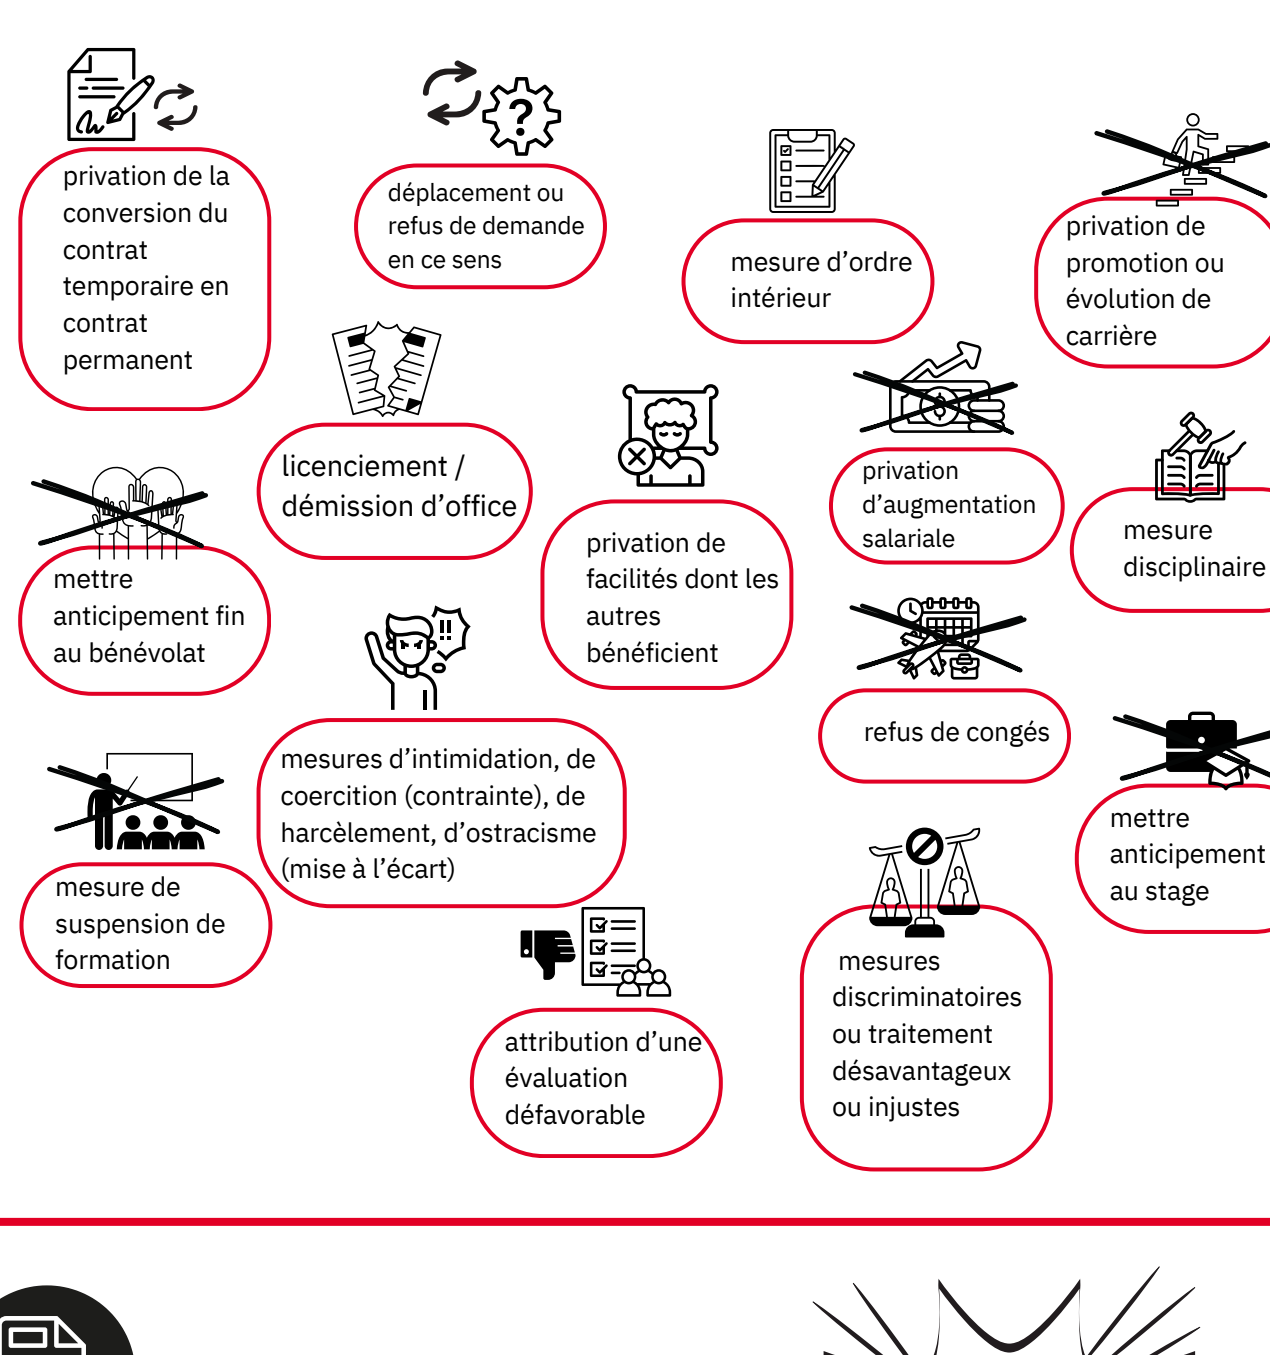 privation de la
conversion du
contrat
temporaire en
contrat
permanent
déplacement ou
refus de demande
en ce sens
?
mesure d'ordre
intérieur
privation de
promotion ou
évolution de
carrière
licenciement /
démission d'office
privation de
facilités dont les
autres
bénéficient
$
privation
d'augmentation
salariale
mesure
disciplinaire
mettre
anticipement fin
au bénévolat
!!
mesures d'intimidation, de
coercition (contrainte), de
harcèlement, d'ostracisme
(mise à l'écart)
refus de congés
mettre
anticipement
au stage
mesure de
suspension de
formation
attribution d'une
évaluation
défavorable
mesures
discriminatoires
ou traitement
désavantageux
ou injustes